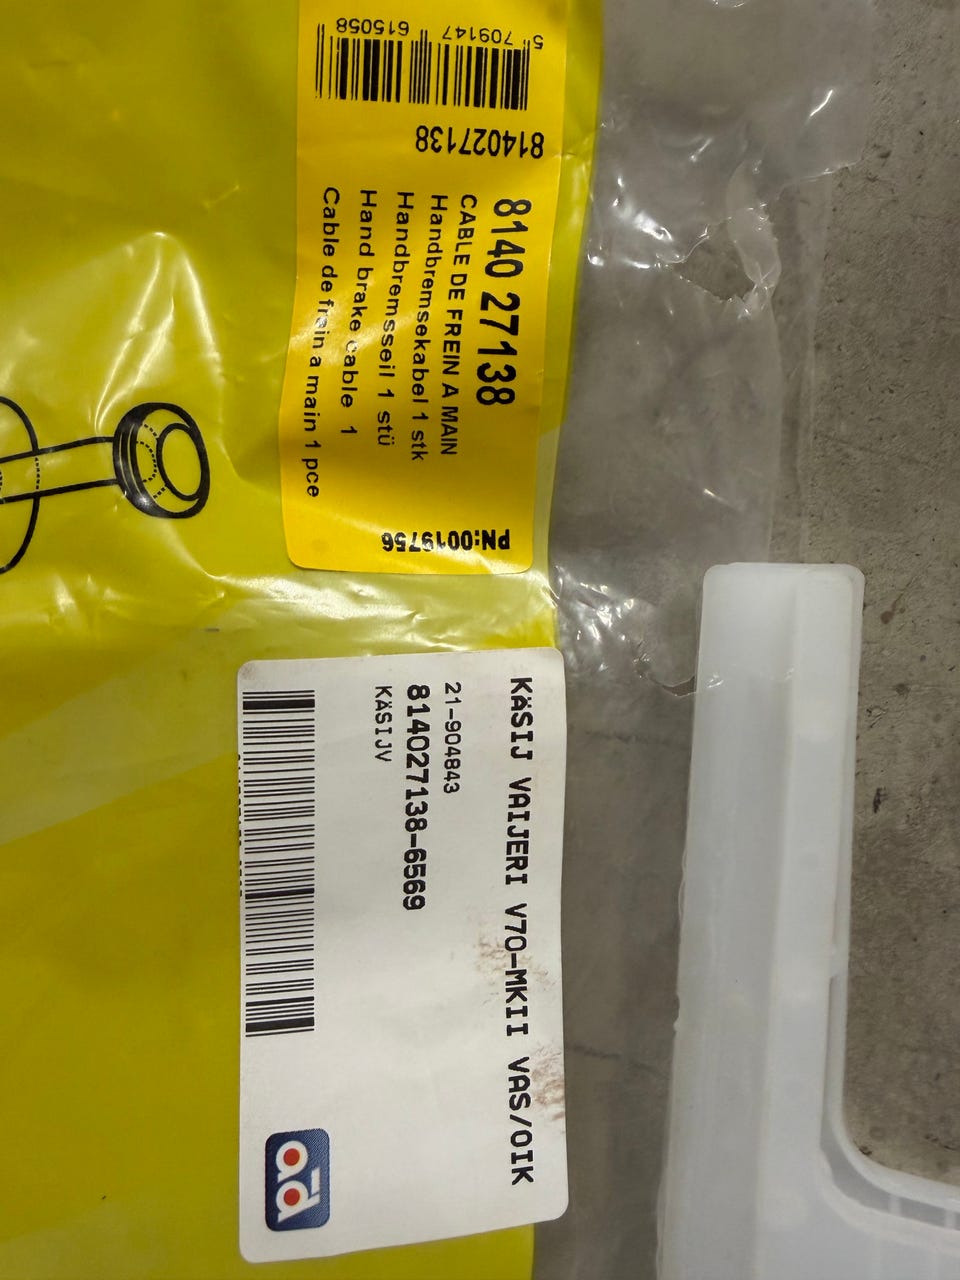 5 709147 615058
814027138
8140 27138
CABLE DE FREIN A MAIN
Handbremsekabel 1 stk
Handbremsseil 1 stü
Hand brake cable 1
Cable de frein a main 1 pce
PN:0019756
KÄSIJ VAIJERI V70-MKII VAS/OIK
21-904843
814027138-6569
KÄSIJV
ad